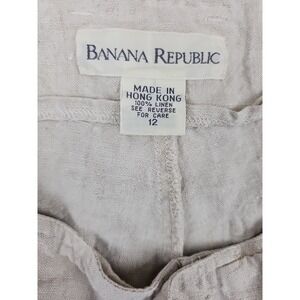 BANANA REPUBLIC
MADE IN
HONG KONG
100% LINEN
SEE REVERSE
FOR CARE
12